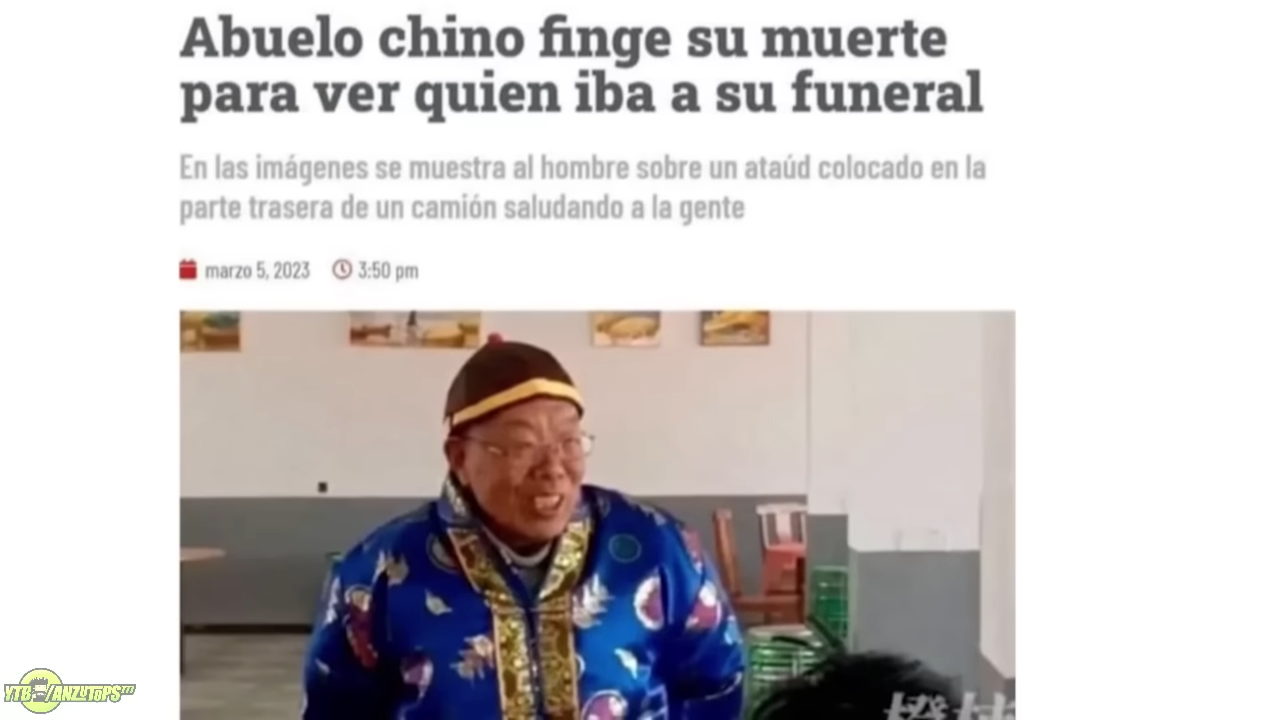 Abuelo chino finge su muerte
para ver quien iba a su funeral
En las imágenes se muestra al hombre sobre un ataúd colocado en la
parte trasera de un camión saludando a la gente
marzo 5, 2023 3:50 pm
YTB/ANZUTOPS